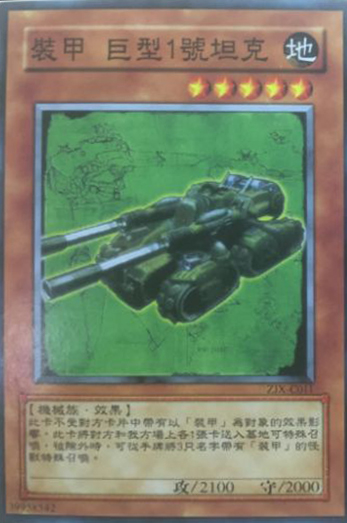 裝甲 巨型1號坦克 地
ZIX-C011
【機械族·效果】
此卡不受對方卡片中帶有以「裝甲」為對象的效果影
響。此卡將對方和我方場上各1張卡送入墓地可特殊召
喚。袪除外時，可從手牌將3只名字帶有「裝甲」的怪
獸特殊召喚。
攻/2100 守/2000